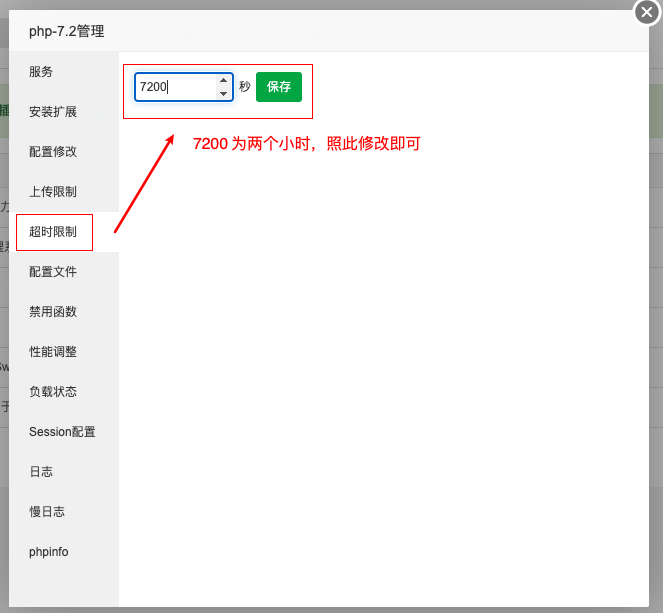 php-7.2管理
服务
7200
秒
保存
安装扩展
配置修改
7200 为两个小时，照此修改即可
上传限制
超时限制
配置文件
禁用函数
性能调整
负载状态
Session配置
日志
慢日志
phpinfo